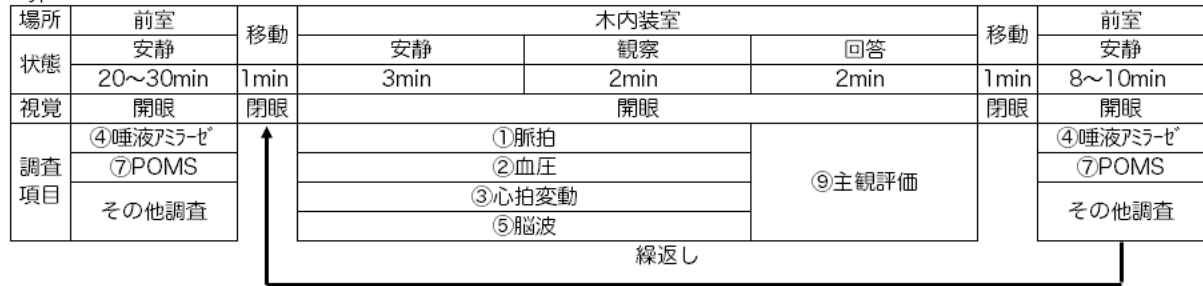 場所 前室 移動 木内装室 移動 前室
状態 安静 安静 観察 回答 安静
20〜30min 1min 3min 2min 2min 1min 8〜10min
視覚 開眼 閉眼 開眼 閉眼 開眼
調査項目 ④唾液ｱﾐﾗｰｾﾞ ①脈拍 ⑨主観評価 ④唾液ｱﾐﾗｰｾﾞ
⑦POMS ②血圧 ⑦POMS
その他調査 ③心拍変動 その他調査
⑤脳波
繰返し